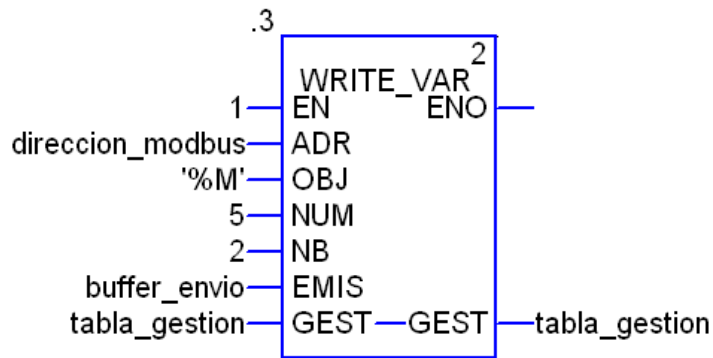 .3
2
WRITE_VAR
1 EN ENO
direccion_modbus ADR
'%M' OBJ
5 NUM
2 NB
buffer_envio EMIS
tabla_gestion GEST GEST tabla_gestion